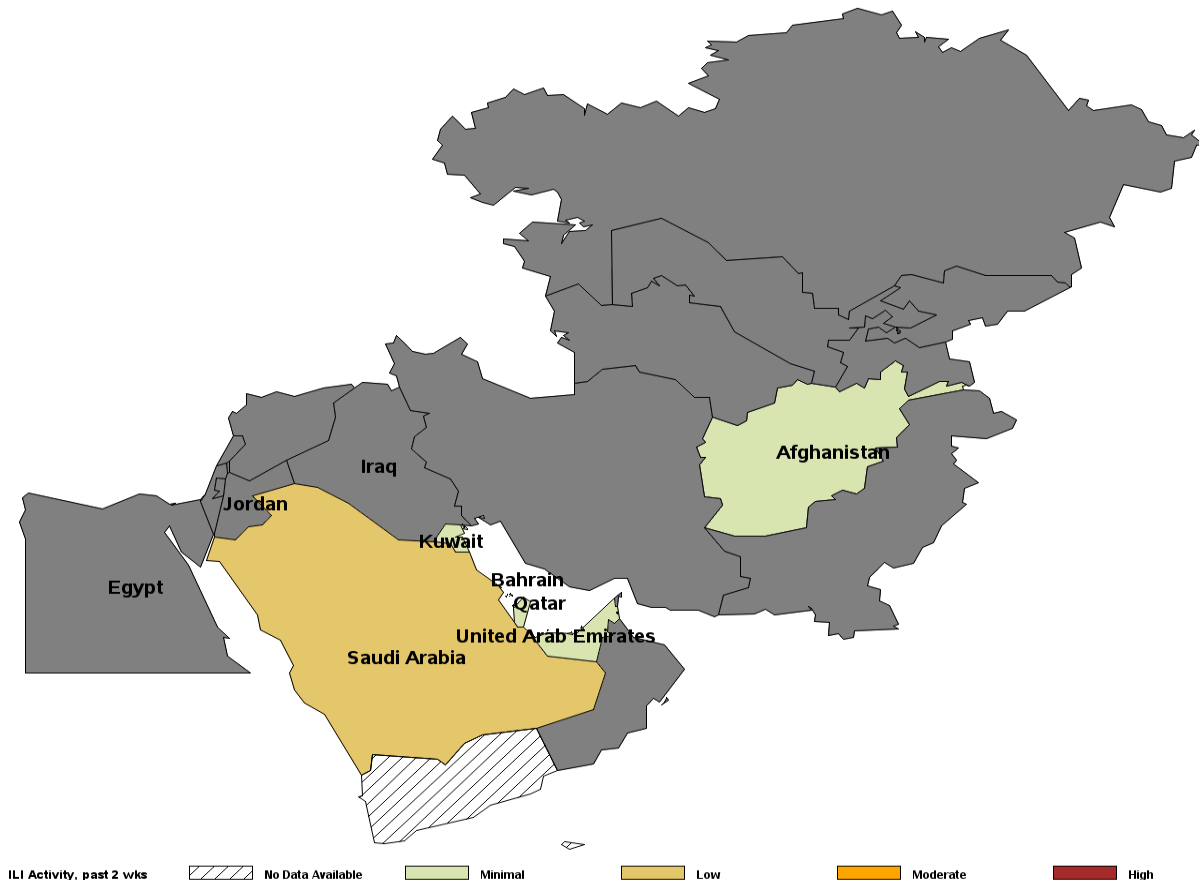 Afghanistan
Iraq
Jordan
Kuwait
Bahrain
Egypt
Qatar
United Arab Emirates
Saudi Arabia
ILI Activity, past 2 wks No Data Available Minimal Low Moderate High